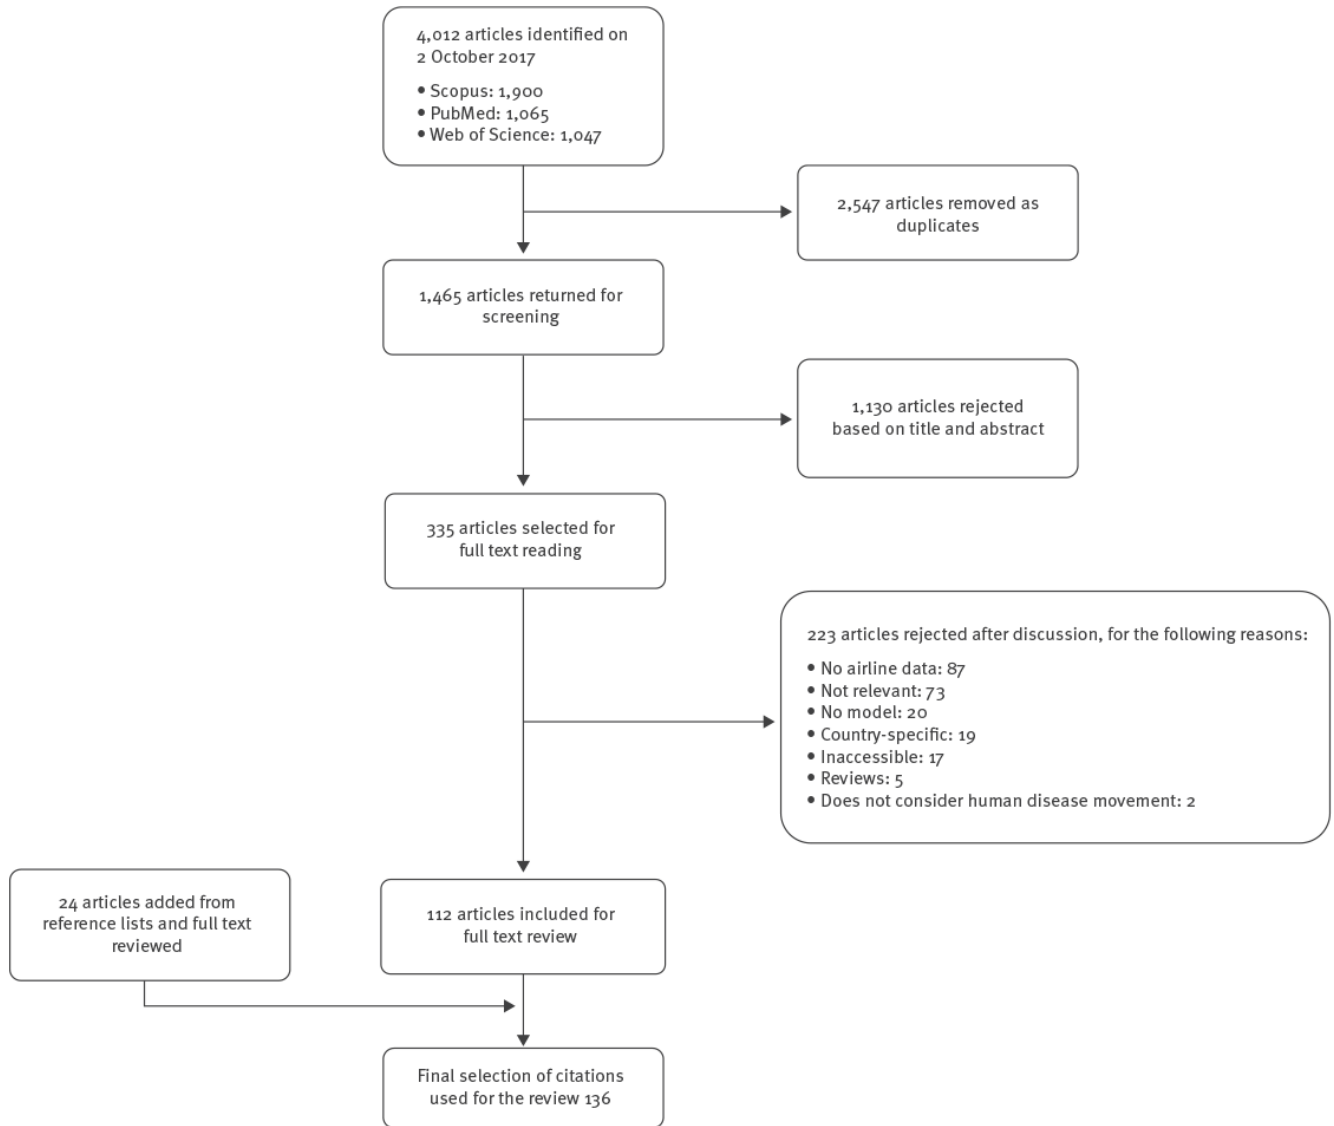 4,012 articles identified on
2 October 2017
• Scopus: 1,900
• PubMed: 1,065
• Web of Science: 1,047
2,547 articles removed as
duplicates
1,465 articles returned for
screening
1,130 articles rejected
based on title and abstract
335 articles selected for
full text reading
223 articles rejected after discussion, for the following reasons:
• No airline data: 87
• Not relevant: 73
• No model: 20
• Country-specific: 19
• Inaccessible: 17
• Reviews: 5
• Does not consider human disease movement: 2
24 articles added from
reference lists and full text
reviewed
112 articles included for
full text review
Final selection of citations
used for the review 136